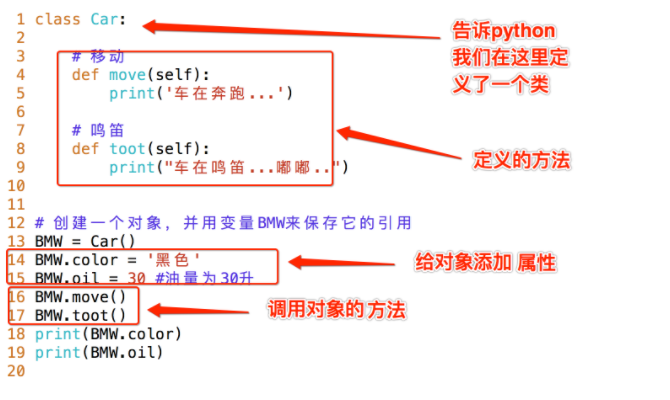 1 class Car:
告诉python
我们在这里定
义了一个类
2
3 # 移动
4 def move(self):
5 print('车在奔跑...')
6
7 # 鸣笛
8 def toot(self):
9 print("车在鸣笛...嘟嘟..")
定义的方法
10
11
12 # 创建一个对象，并用变量BMW来保存它的引用
13 BMW = Car()
14 BMW.color = '黑色'
给对象添加 属性
15 BMW.oil = 30 #油量为30升
16 BMW.move()
17 BMW.toot()
调用对象的方法
18 print(BMW.color)
19 print(BMW.oil)
20